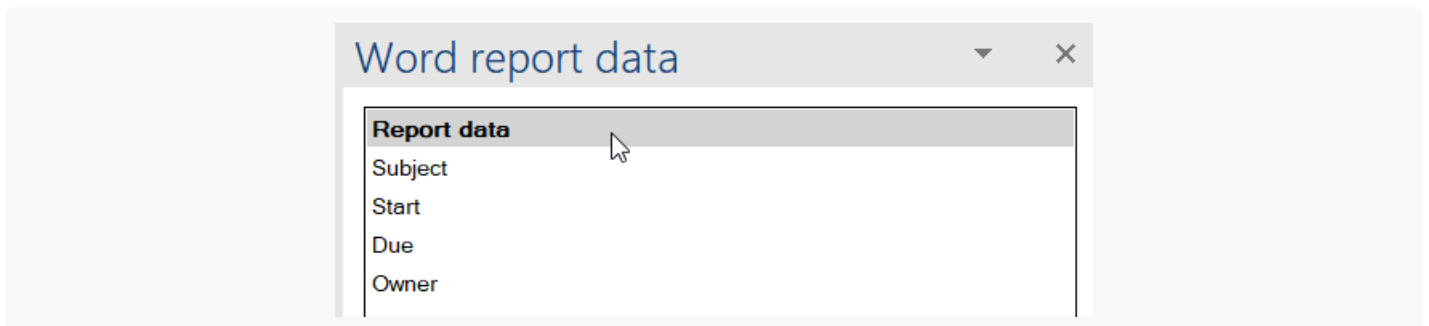 Word report data
Report data
Subject
Start
Due
Owner